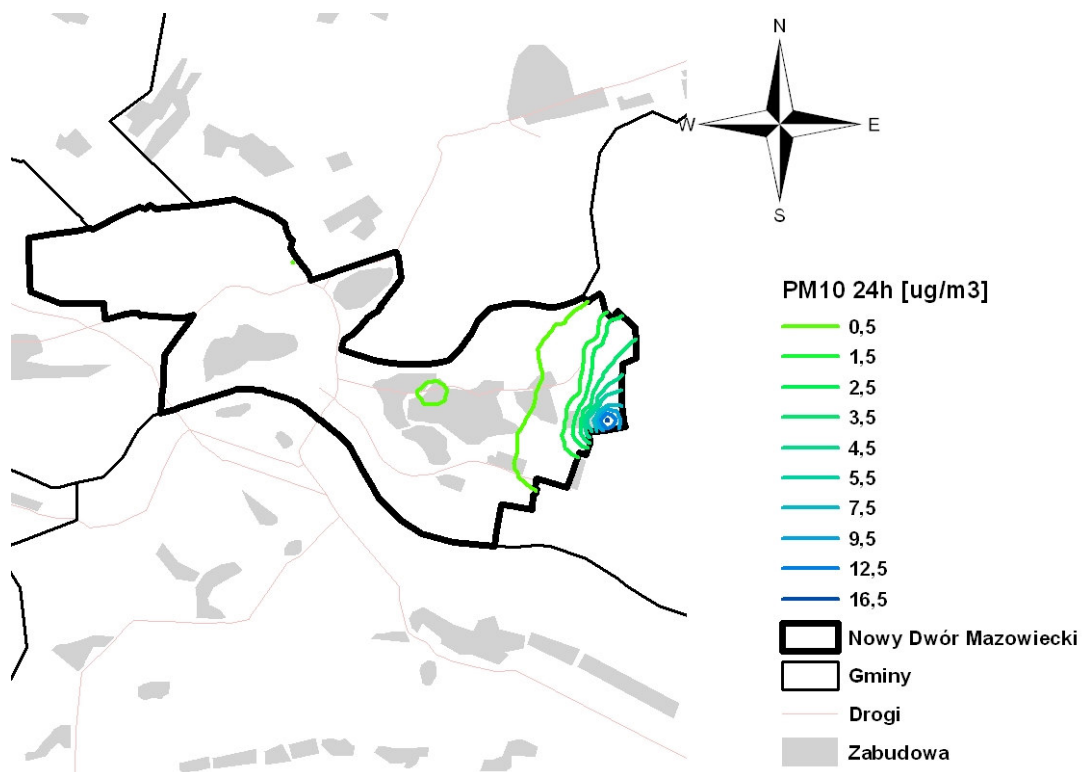 N
W
E
S
PM10 24h [ug/m3]
0,5
1,5
2,5
3,5
4,5
5,5
7,5
9,5
12,5
16,5
Nowy Dwór Mazowiecki
Gminy
Drogi
Zabudowa